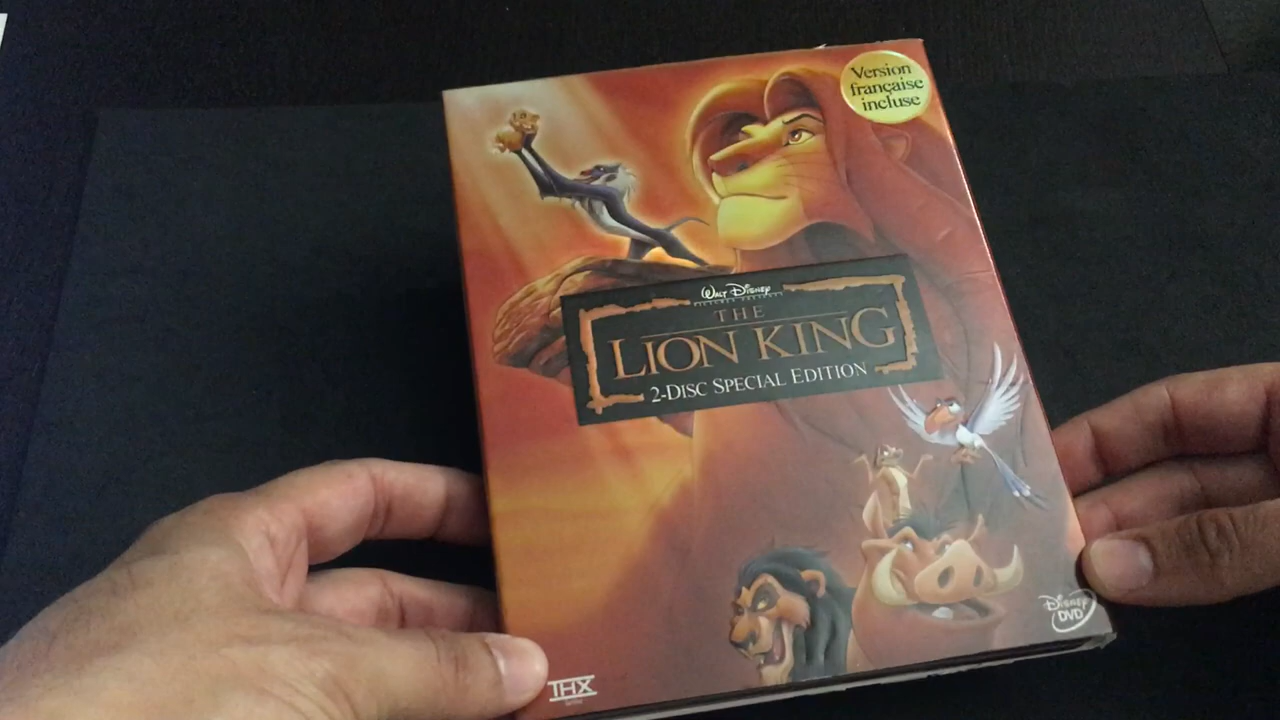 Version
française
incluse
WALT DISNEY
PICTURES PRESENTS
THE
LION KING
2-DISC SPECIAL EDITION
DISNEY
DVD
THX